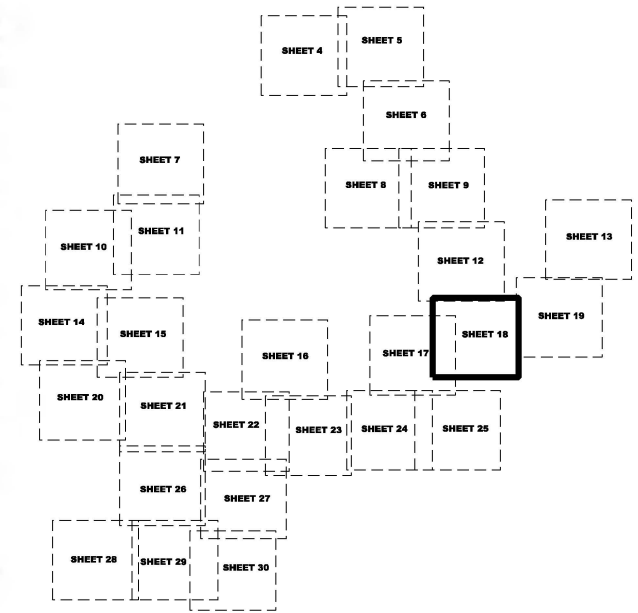 SHEET 4
SHEET 5
SHEET 6
SHEET 7
SHEET 8
SHEET 9
SHEET 10
SHEET 11
SHEET 12
SHEET 13
SHEET 14
SHEET 15
SHEET 16
SHEET 17
SHEET 18
SHEET 19
SHEET 20
SHEET 21
SHEET 22
SHEET 23
SHEET 24
SHEET 25
SHEET 26
SHEET 27
SHEET 28
SHEET 29
SHEET 30